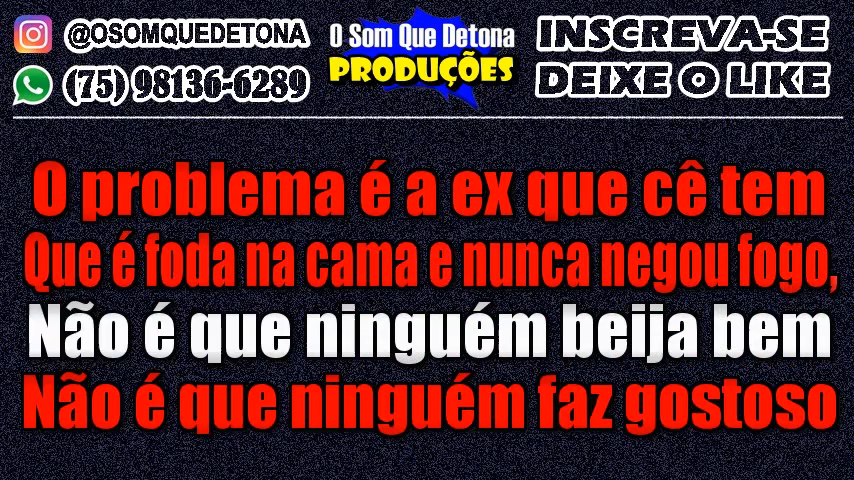 @OSOMQUEDETONA
(75) 98136-6289
O Som Que Detona
PRODUÇÕES
INSCREVA-SE
DEIXE O LIKE
O problema é a ex que cê tem
Que é foda na cama e nunca negou fogo,
Não é que ninguém beija bem
Não é que ninguém faz gostoso